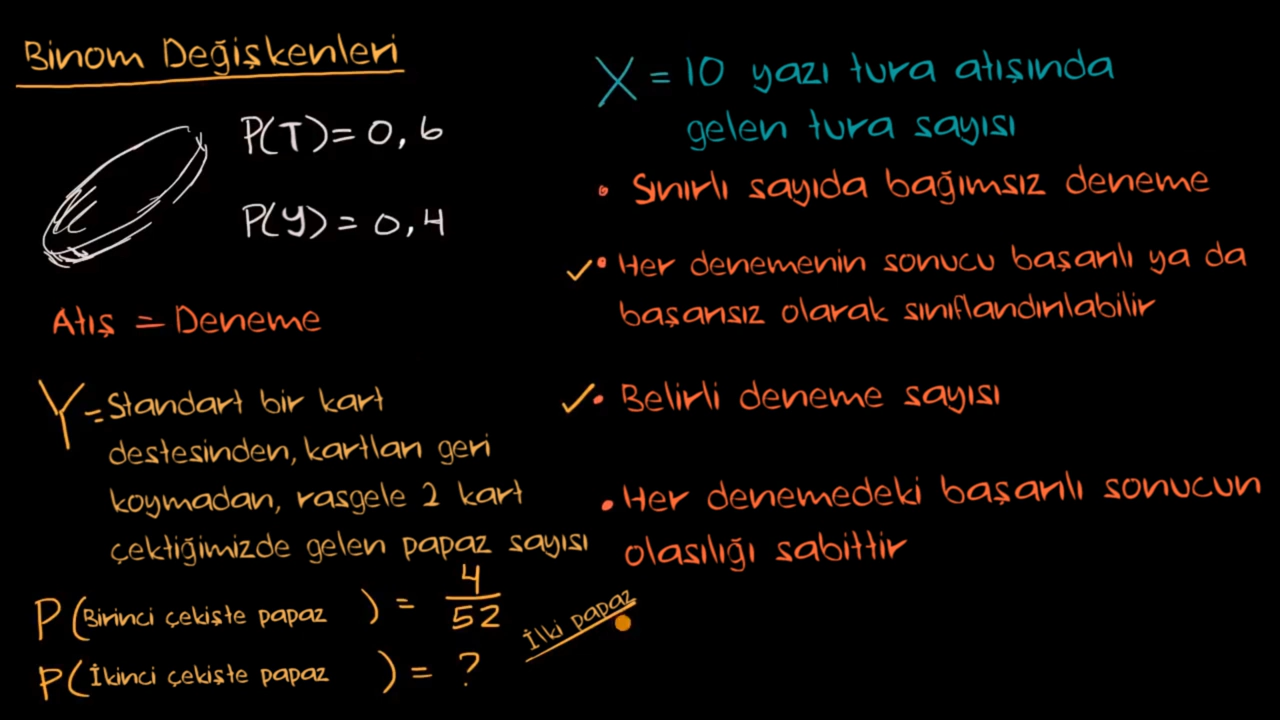 Binom Değişkenleri
P(T)=0,6
P(Y)=0,4
Atış = Deneme
Y=Standart bir kart
destesinden, kartları geri
koymadan, rasgele 2 kart
çektiğimizde gelen papaz sayısı
P(Birinci çekişte papaz ) = 4/52
P(İkinci çekişte papaz ) = ?
İlki papaz
X = 10 yazı tura atışında
gelen tura sayısı
• Sınırlı sayıda bağımsız deneme
✓• Her denemenin sonucu başarılı ya da
başarısız olarak sınıflandırılabilir
✓• Belirli deneme sayısı
• Her denemedeki başarılı sonucun
olasılığı sabittir